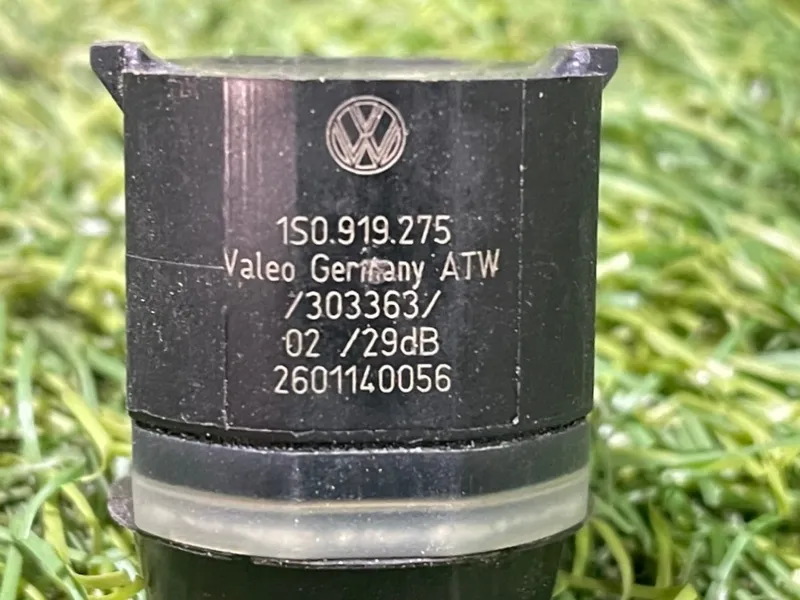 1S0.919.275
Valeo Germany ATW
/303363/
02 /29dB
2601140056